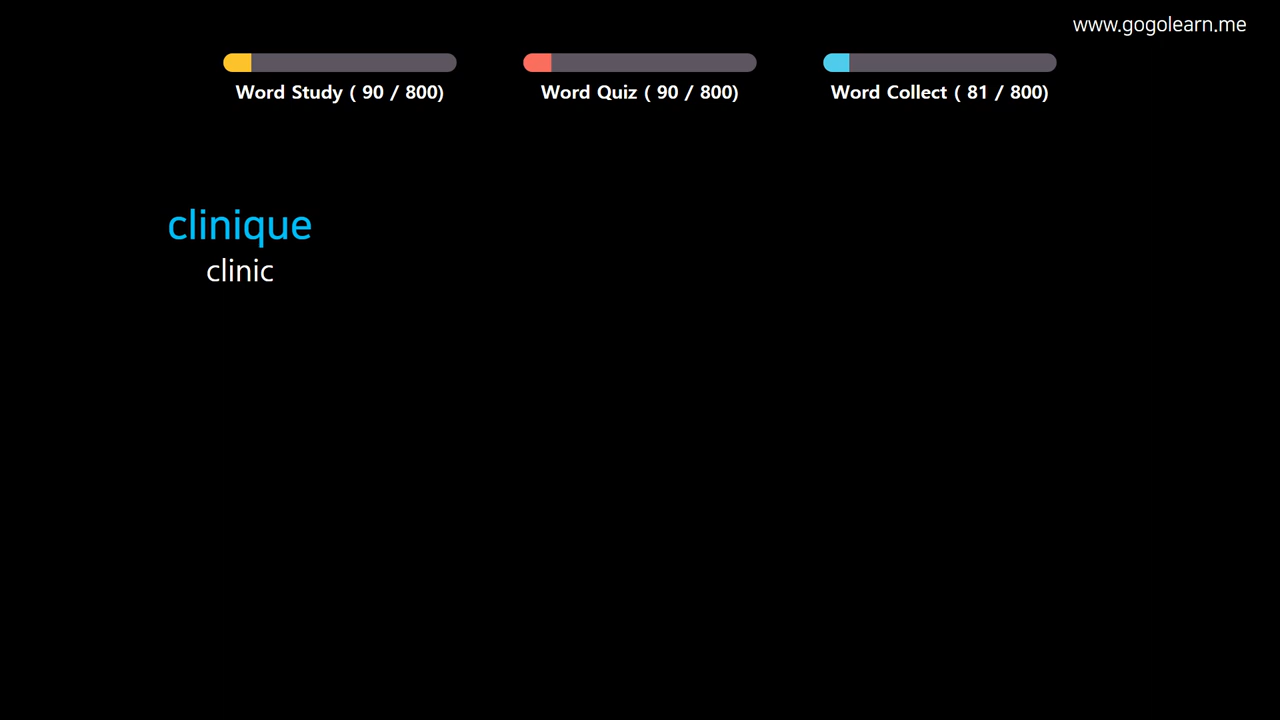 www.gogolearn.me
Word Study ( 90 / 800)
Word Quiz ( 90 / 800)
Word Collect ( 81 / 800)
clinique
clinic